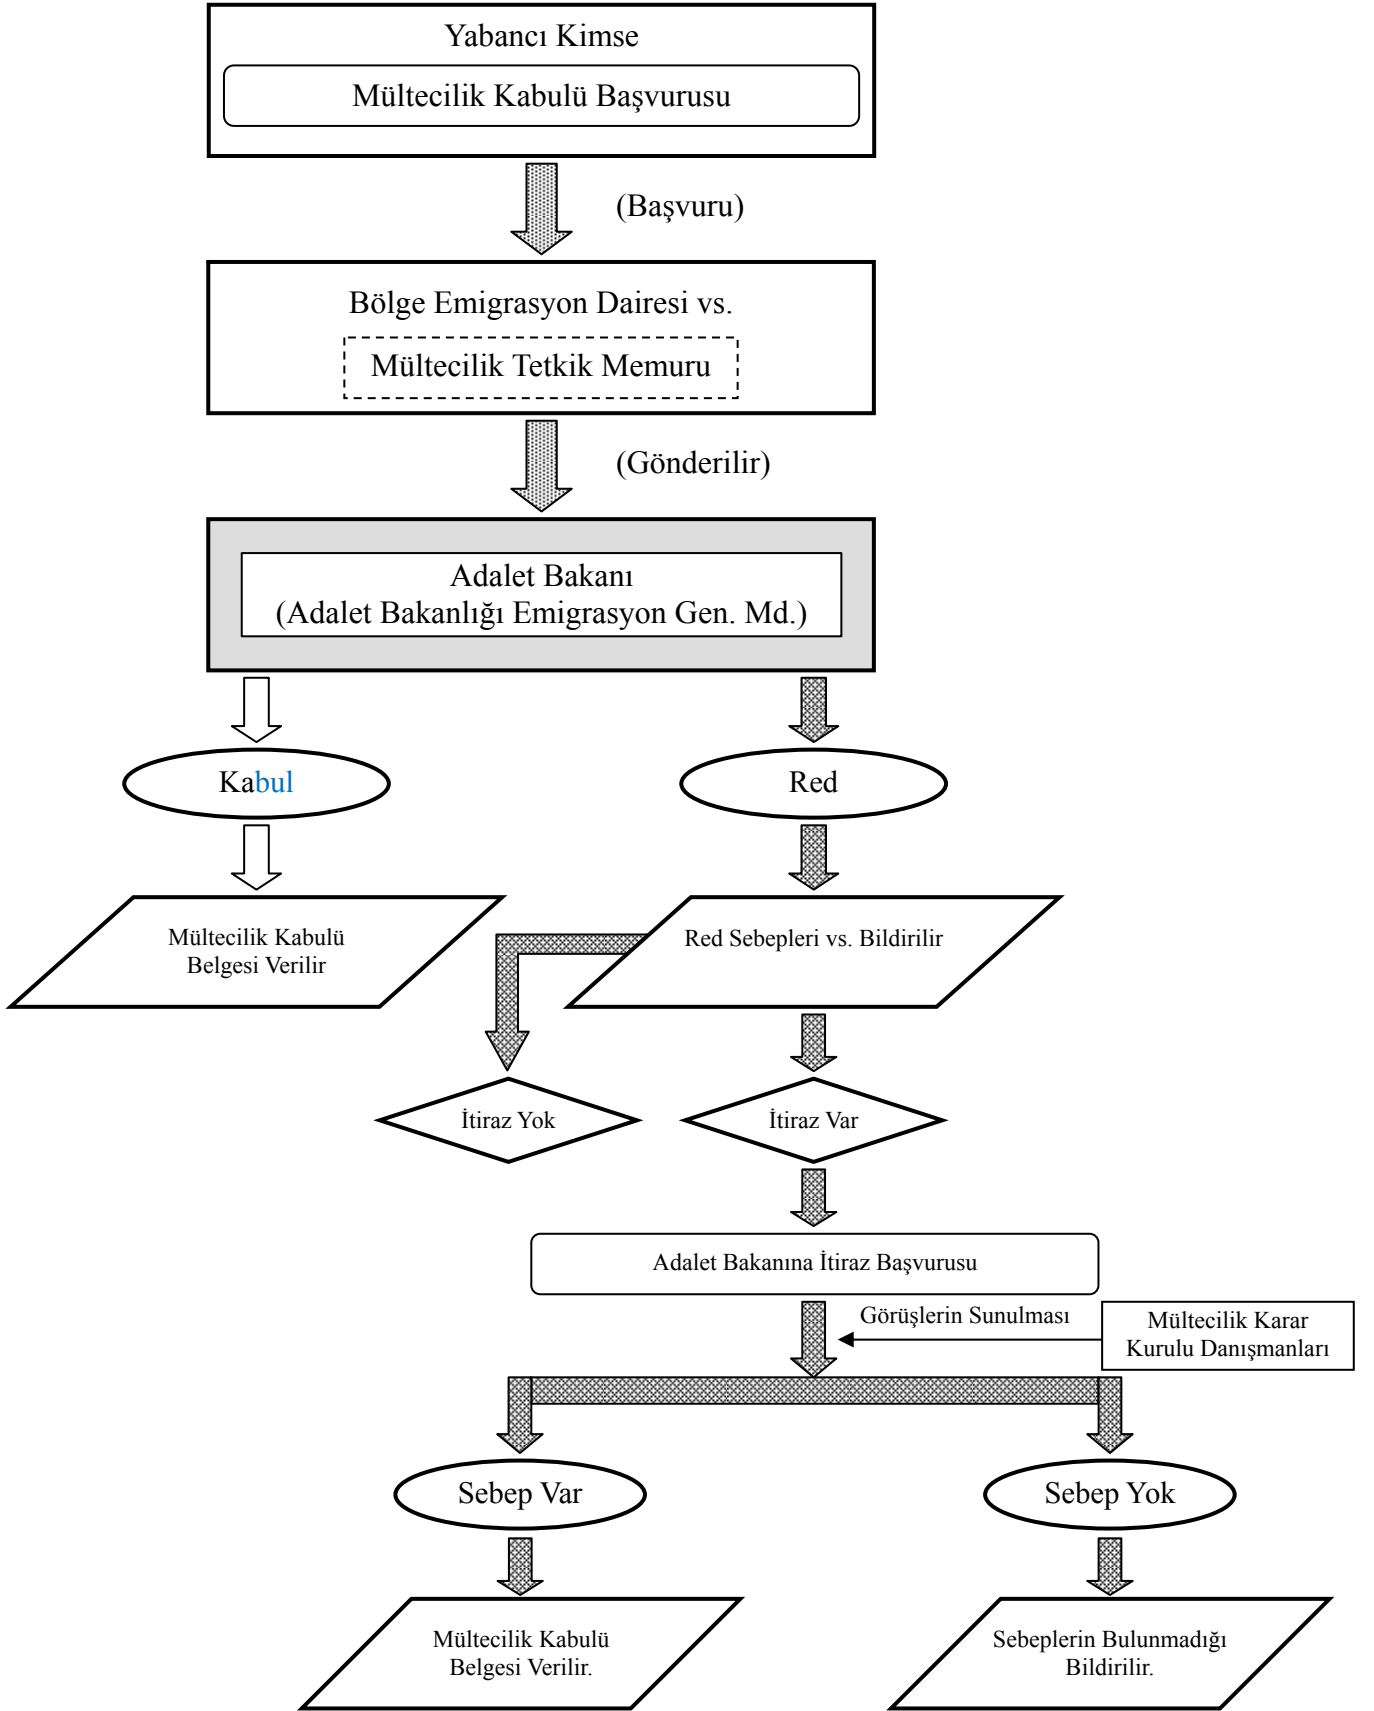 Yabancı Kimse
Mültecilik Kabulü Başvurusu
(Başvuru)
Bölge Emigrasyon Dairesi vs.
Mültecilik Tetkik Memuru
(Gönderilir)
Adalet Bakanı
(Adalet Bakanlığı Emigrasyon Gen. Md.)
Kabul
Red
Mültecilik Kabulü
Belgesi Verilir
Red Sebepleri vs. Bildirilir
İtiraz Yok
İtiraz Var
Adalet Bakanına İtiraz Başvurusu
Görüşlerin Sunulması
Mültecilik Karar
Kurulu Danışmanları
Sebep Var
Sebep Yok
Mültecilik Kabulü
Belgesi Verilir.
Sebeplerin Bulunmadığı
Bildirilir.